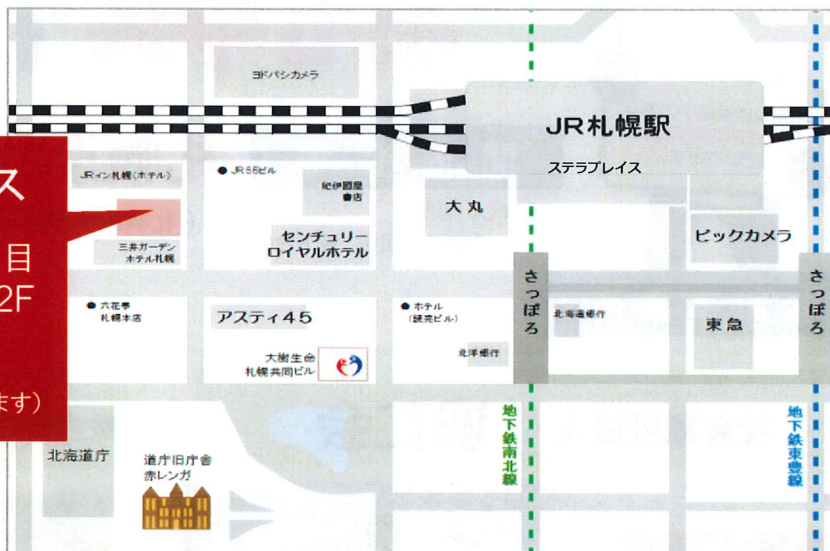 ヨドバシカメラ
JR札幌駅
ステラプレイス
ス
目
2F
ます)
JRイン札幌(ホテル)
三井ガーデン
ホテル札幌
● JR55ビル
紀伊國屋
書店
センチュリー
ロイヤルホテル
大丸
ビックカメラ
さっぽろ
さっぽろ
● 六花亭
札幌本店
アスティ45
大樹生命
札幌共同ビル
● ホテル
(読売ビル)
北洋銀行
北海道銀行
東急
地下鉄南北線
地下鉄東豊線
北海道庁
道庁旧庁舎
赤レンガ